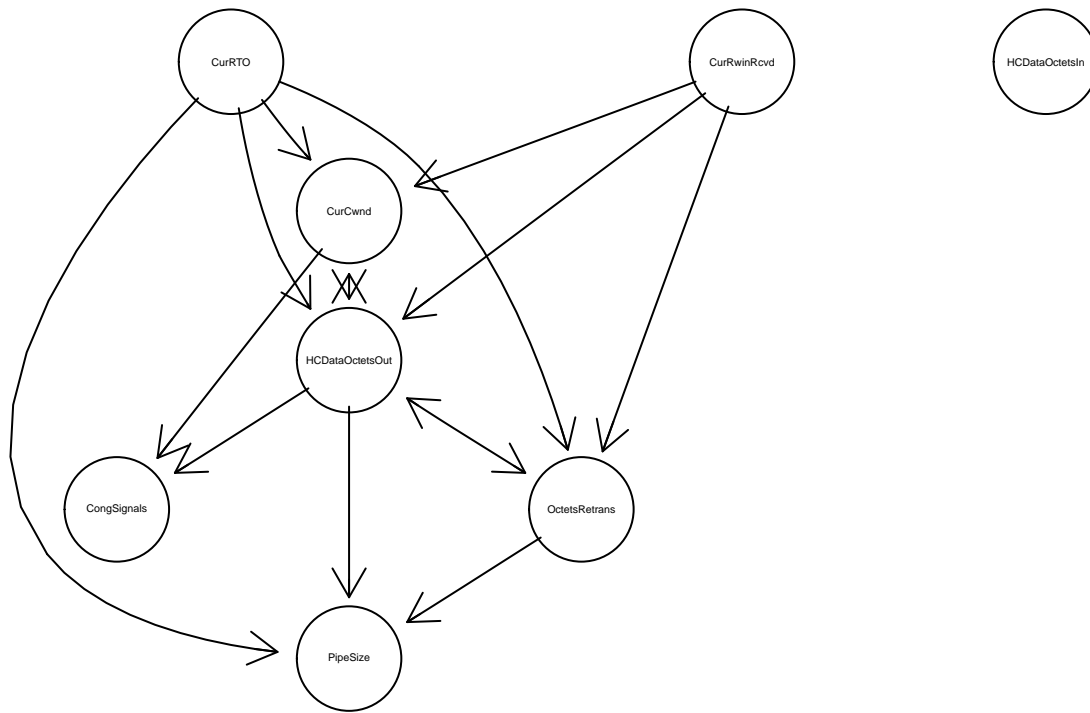 CurRTO
CurRwinRcvd
HCDataOctetsIn
CurCwnd
HCDataOctetsOut
CongSignals
OctetsRetrans
PipeSize